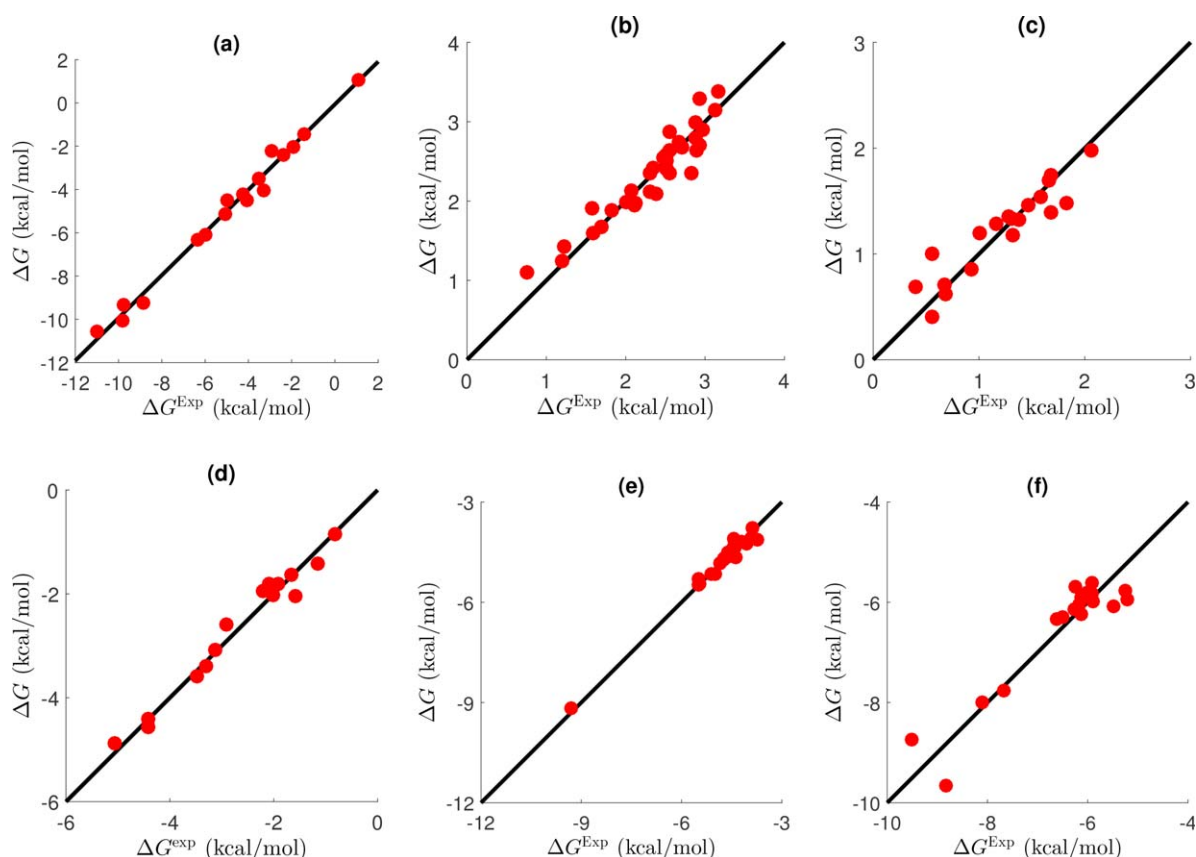 (a)
2
0
-2
-4
-6
-8
-10
-12
ΔG (kcal/mol)
-12 -10 -8 -6 -4 -2 0 2
ΔG^Exp (kcal/mol)
(b)
4
3
2
1
0
ΔG (kcal/mol)
0 1 2 3 4
ΔG^Exp (kcal/mol)
(c)
3
2
1
0
ΔG (kcal/mol)
0 1 2 3
ΔG^Exp (kcal/mol)
(d)
0
-2
-4
-6
ΔG (kcal/mol)
-6 -4 -2 0
ΔG^exp (kcal/mol)
(e)
-3
-6
-9
-12
ΔG (kcal/mol)
-12 -9 -6 -3
ΔG^Exp (kcal/mol)
(f)
-4
-6
-8
-10
ΔG (kcal/mol)
-10 -8 -6 -4
ΔG^Exp (kcal/mol)